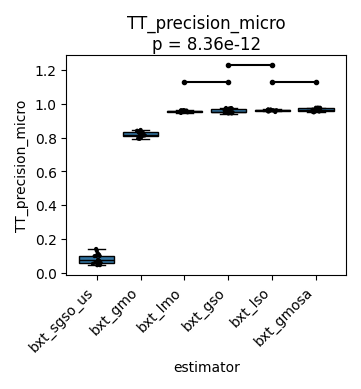 TT_precision_micro
p = 8.36e-12
TT_precision_micro
1.2
1.0
0.8
0.6
0.4
0.2
0.0
bxt_sgso_us
bxt_gmo
bxt_lmo
bxt_gso
bxt_lso
bxt_gmosa
estimator